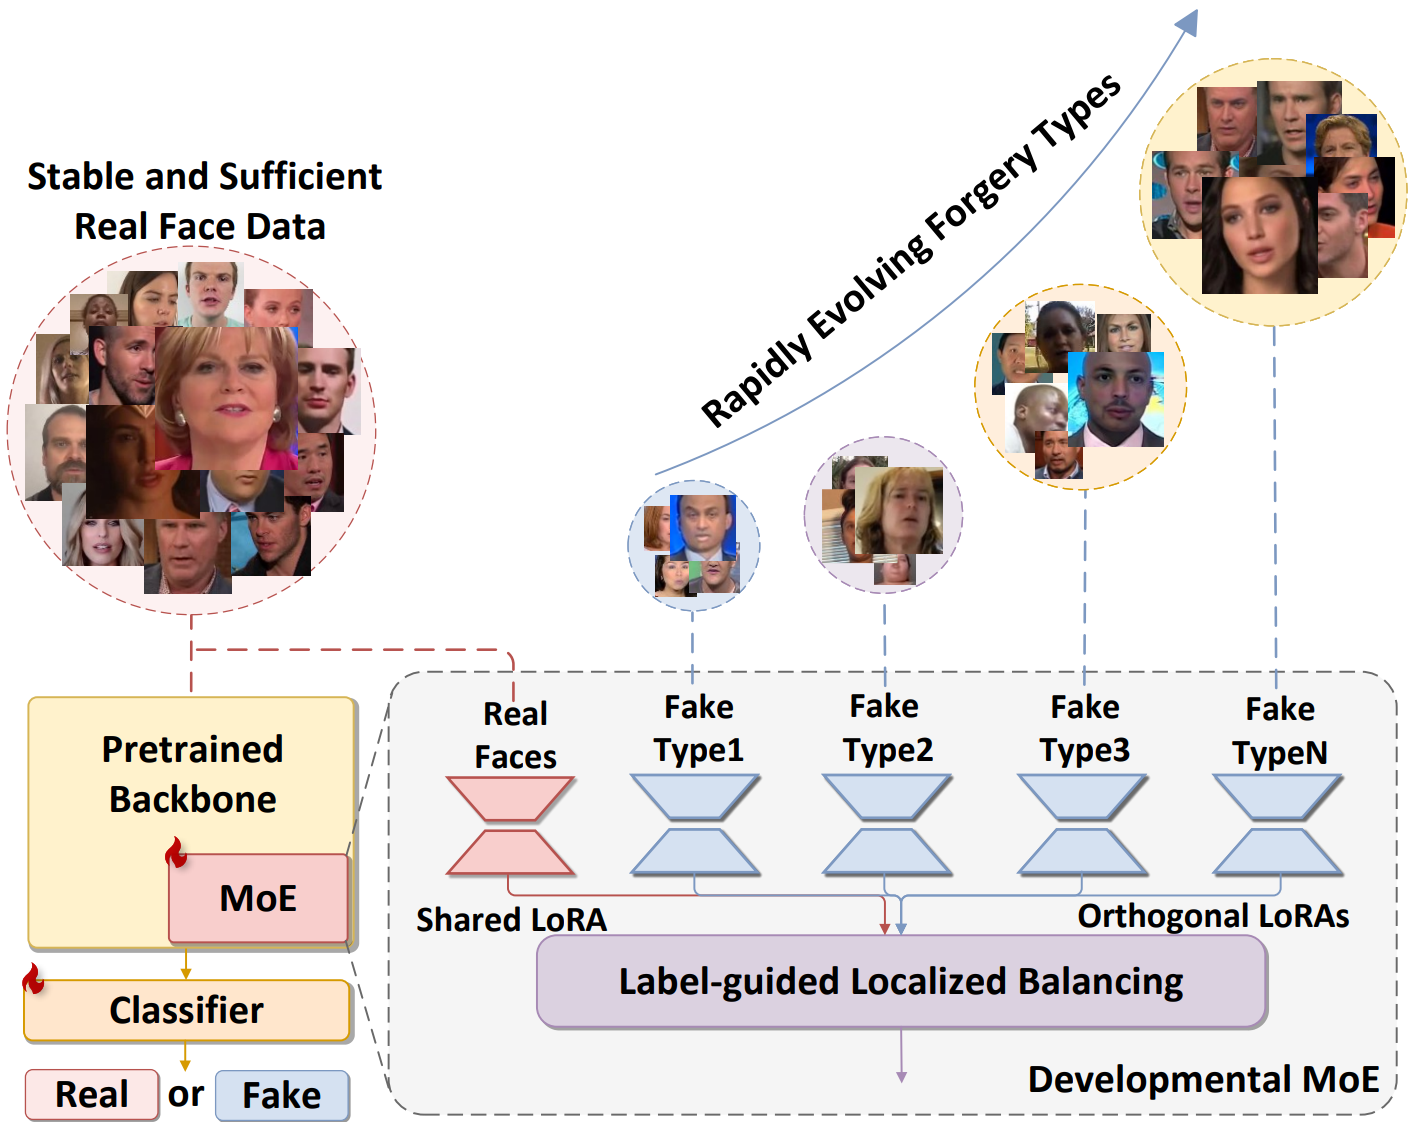 Stable and Sufficient
Real Face Data
Rapidly Evolving Forgery Types
Pretrained
Backbone
MoE
Classifier
Real or Fake
Real
Faces
Fake
Type1
Fake
Type2
Fake
Type3
Fake
TypeN
Shared LoRA
Orthogonal LoRAs
Label-guided Localized Balancing
Developmental MoE